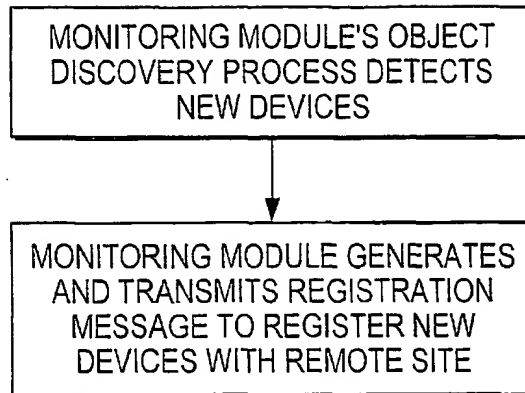 MONITORING MODULE'S OBJECT
DISCOVERY PROCESS DETECTS
NEW DEVICES
MONITORING MODULE GENERATES
AND TRANSMITS REGISTRATION
MESSAGE TO REGISTER NEW
DEVICES WITH REMOTE SITE